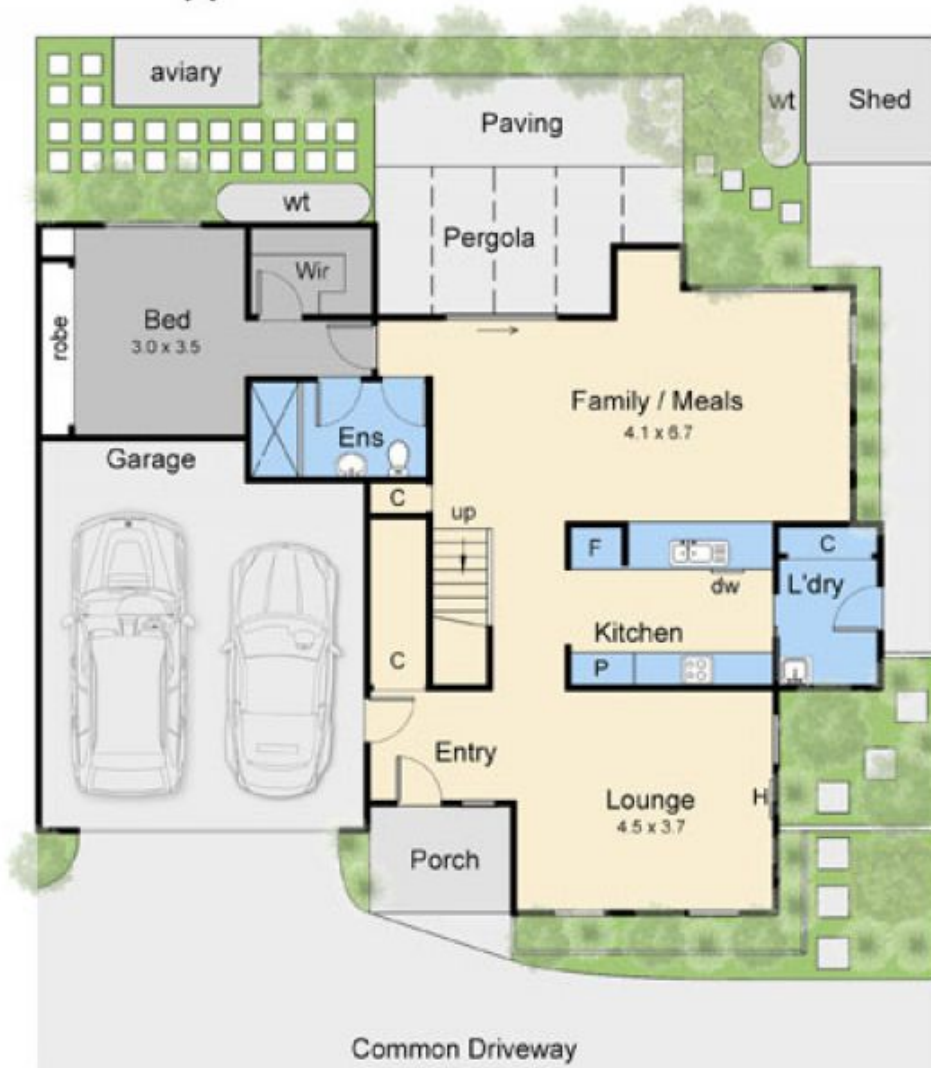 aviary
wt
Shed
Paving
wt
Pergola
Wir
robe
Bed
3.0 x 3.5
Family / Meals
4.1 x 6.7
Ens
Garage
C
up
F
C
dw
L'dry
Kitchen
C
P
Entry
Lounge
H
4.5 x 3.7
Porch
Common Driveway